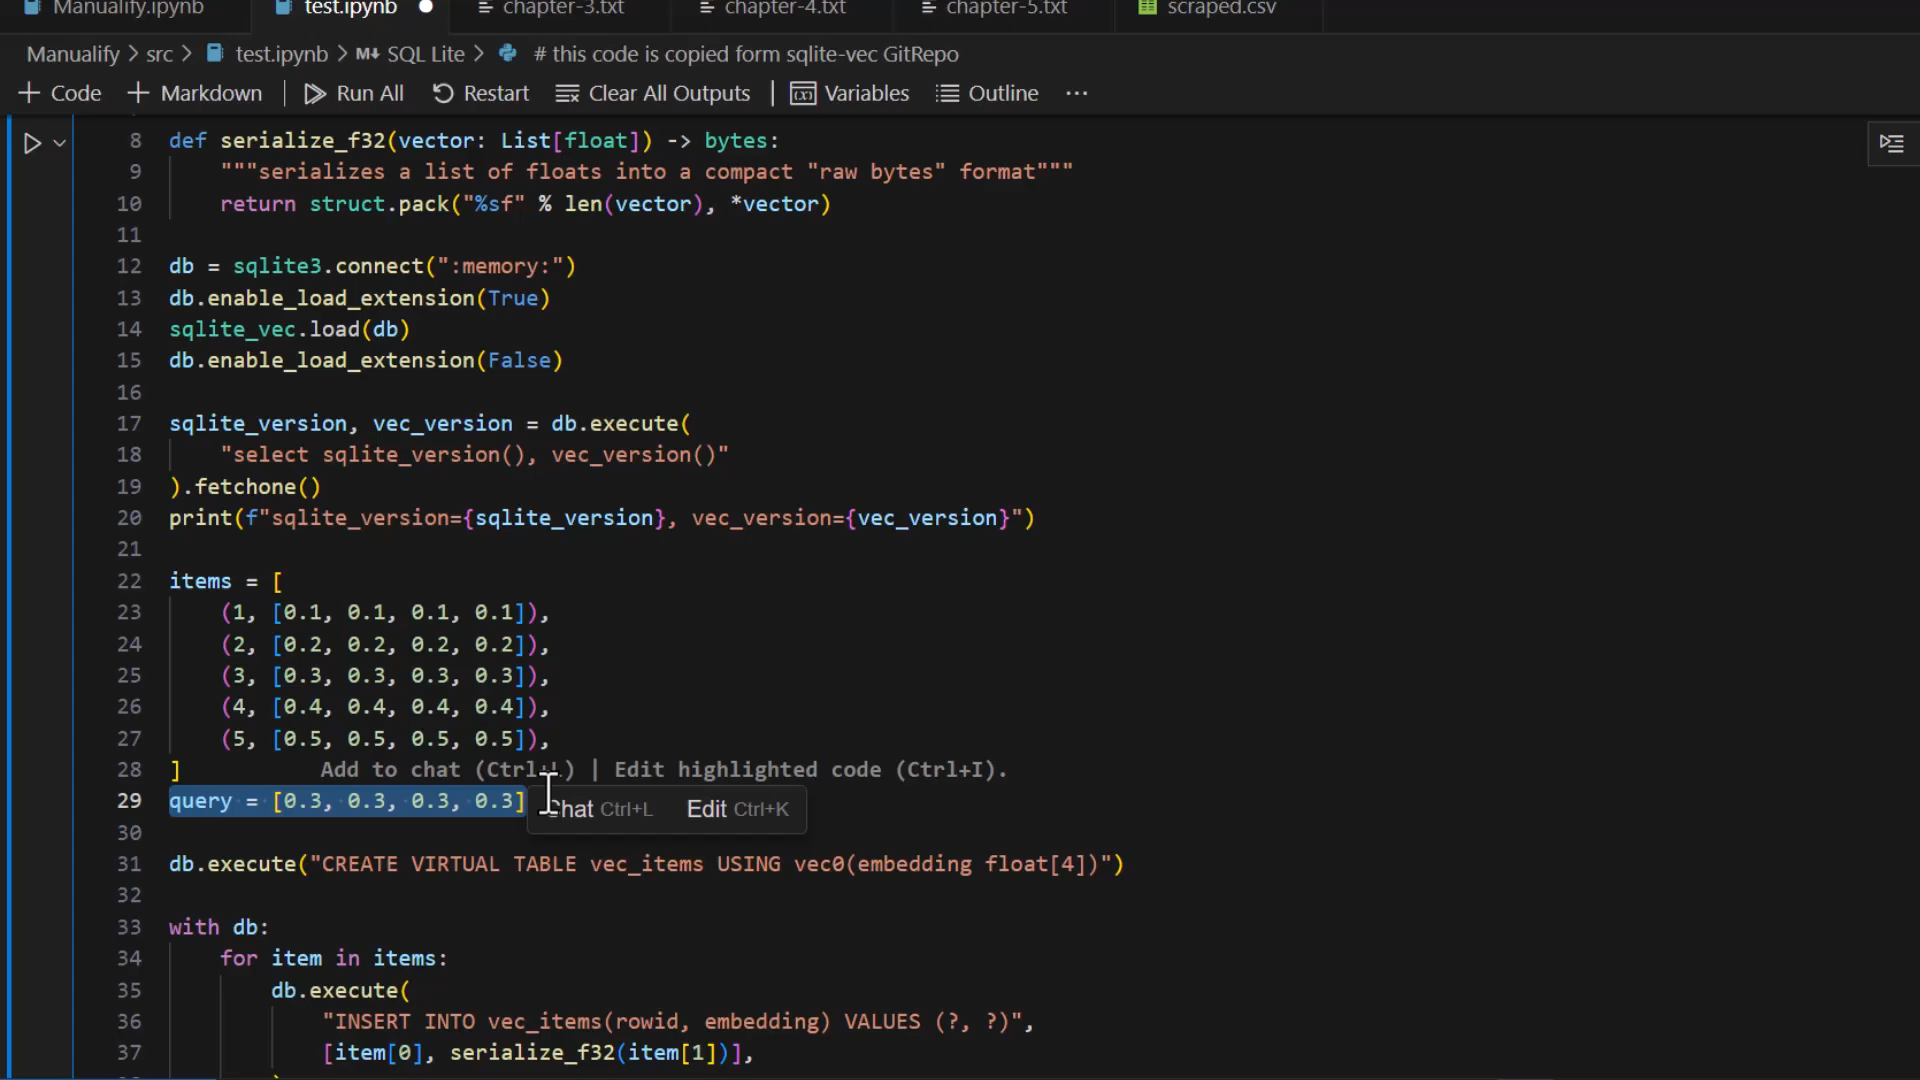 Manualify.ipynb test.ipynb chapter-3.txt chapter-4.txt chapter-5.txt scraped.csv
Manualify > src > test.ipynb > M↓ SQL Lite > # this code is copied form sqlite-vec GitRepo
+ Code + Markdown Run All Restart Clear All Outputs Variables Outline ···
8 def serialize_f32(vector: List[float]) -> bytes:
9 """serializes a list of floats into a compact "raw bytes" format"""
10 return struct.pack("%sf" % len(vector), *vector)
11
12 db = sqlite3.connect(":memory:")
13 db.enable_load_extension(True)
14 sqlite_vec.load(db)
15 db.enable_load_extension(False)
16
17 sqlite_version, vec_version = db.execute(
18 "select sqlite_version(), vec_version()"
19 ).fetchone()
20 print(f"sqlite_version={sqlite_version}, vec_version={vec_version}")
21
22 items = [
23 (1, [0.1, 0.1, 0.1, 0.1]),
24 (2, [0.2, 0.2, 0.2, 0.2]),
25 (3, [0.3, 0.3, 0.3, 0.3]),
26 (4, [0.4, 0.4, 0.4, 0.4]),
27 (5, [0.5, 0.5, 0.5, 0.5]),
28 ] Add to chat (Ctrl+L) | Edit highlighted code (Ctrl+I).
29 query = [0.3, 0.3, 0.3, 0.3] Chat Ctrl+L Edit Ctrl+K
30
31 db.execute("CREATE VIRTUAL TABLE vec_items USING vec0(embedding float[4])")
32
33 with db:
34 for item in items:
35 db.execute(
36 "INSERT INTO vec_items(rowid, embedding) VALUES (?, ?)",
37 [item[0], serialize_f32(item[1])],